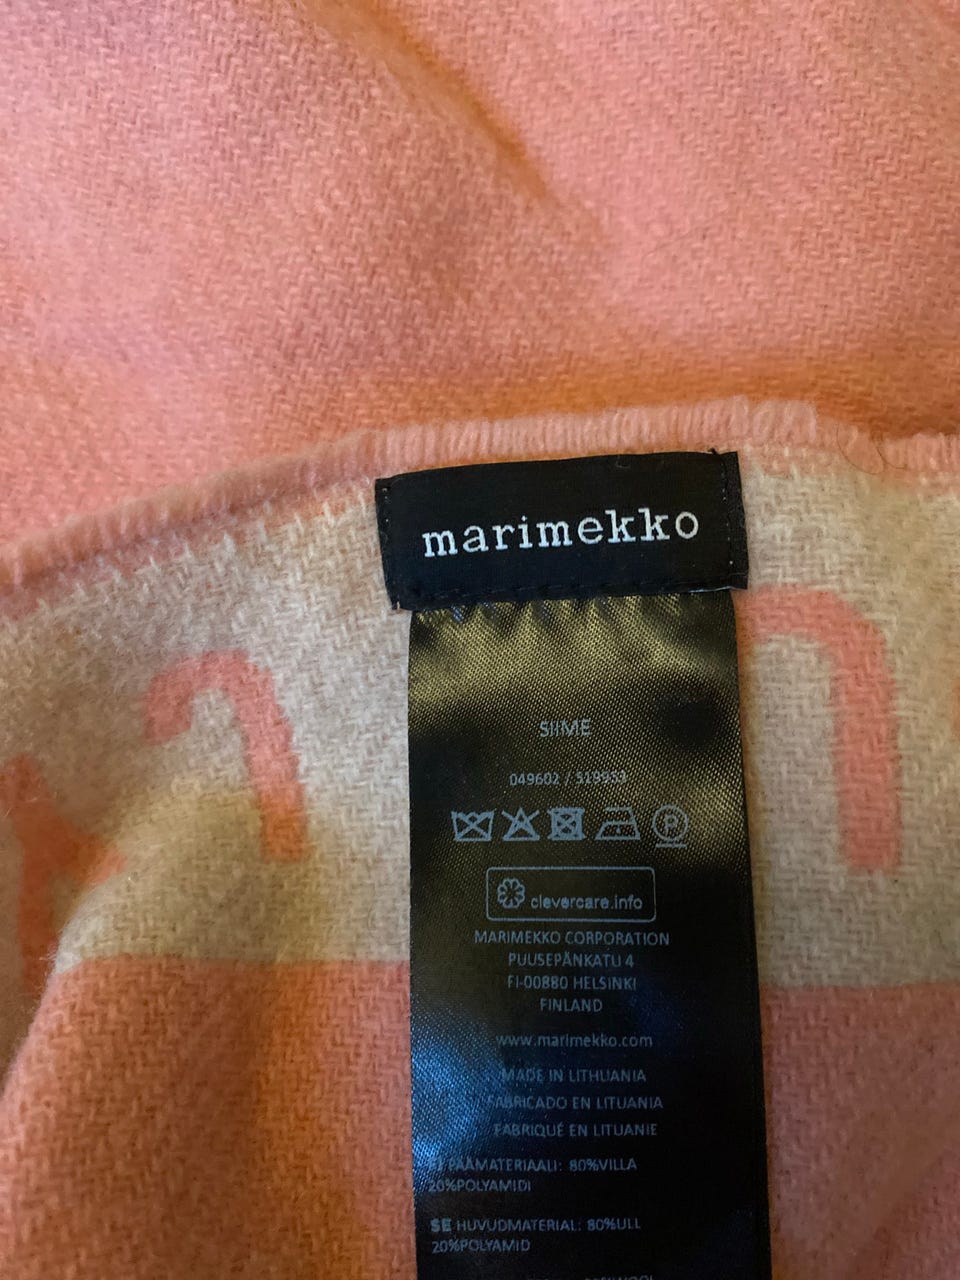 marimekko
SIIME
049602 / 519953
P
clevercare.info
MARIMEKKO CORPORATION
PUUSEPÄNKATU 4
FI-00880 HELSINKI
FINLAND
www.marimekko.com
MADE IN LITHUANIA
FABRICADO EN LITUANIA
FABRIQUÉ EN LITUANIE
FI PÄÄMATERIAALI: 80%VILLA
20%POLYAMIDI
SE HUVUDMATERIAL: 80%ULL
20%POLYAMID